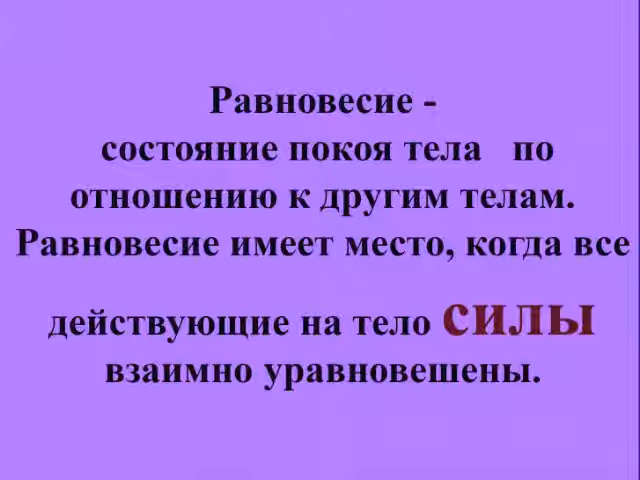 Равновесие -
состояние покоя тела по
отношению к другим телам.
Равновесие имеет место, когда все
действующие на тело силы
взаимно уравновешены.